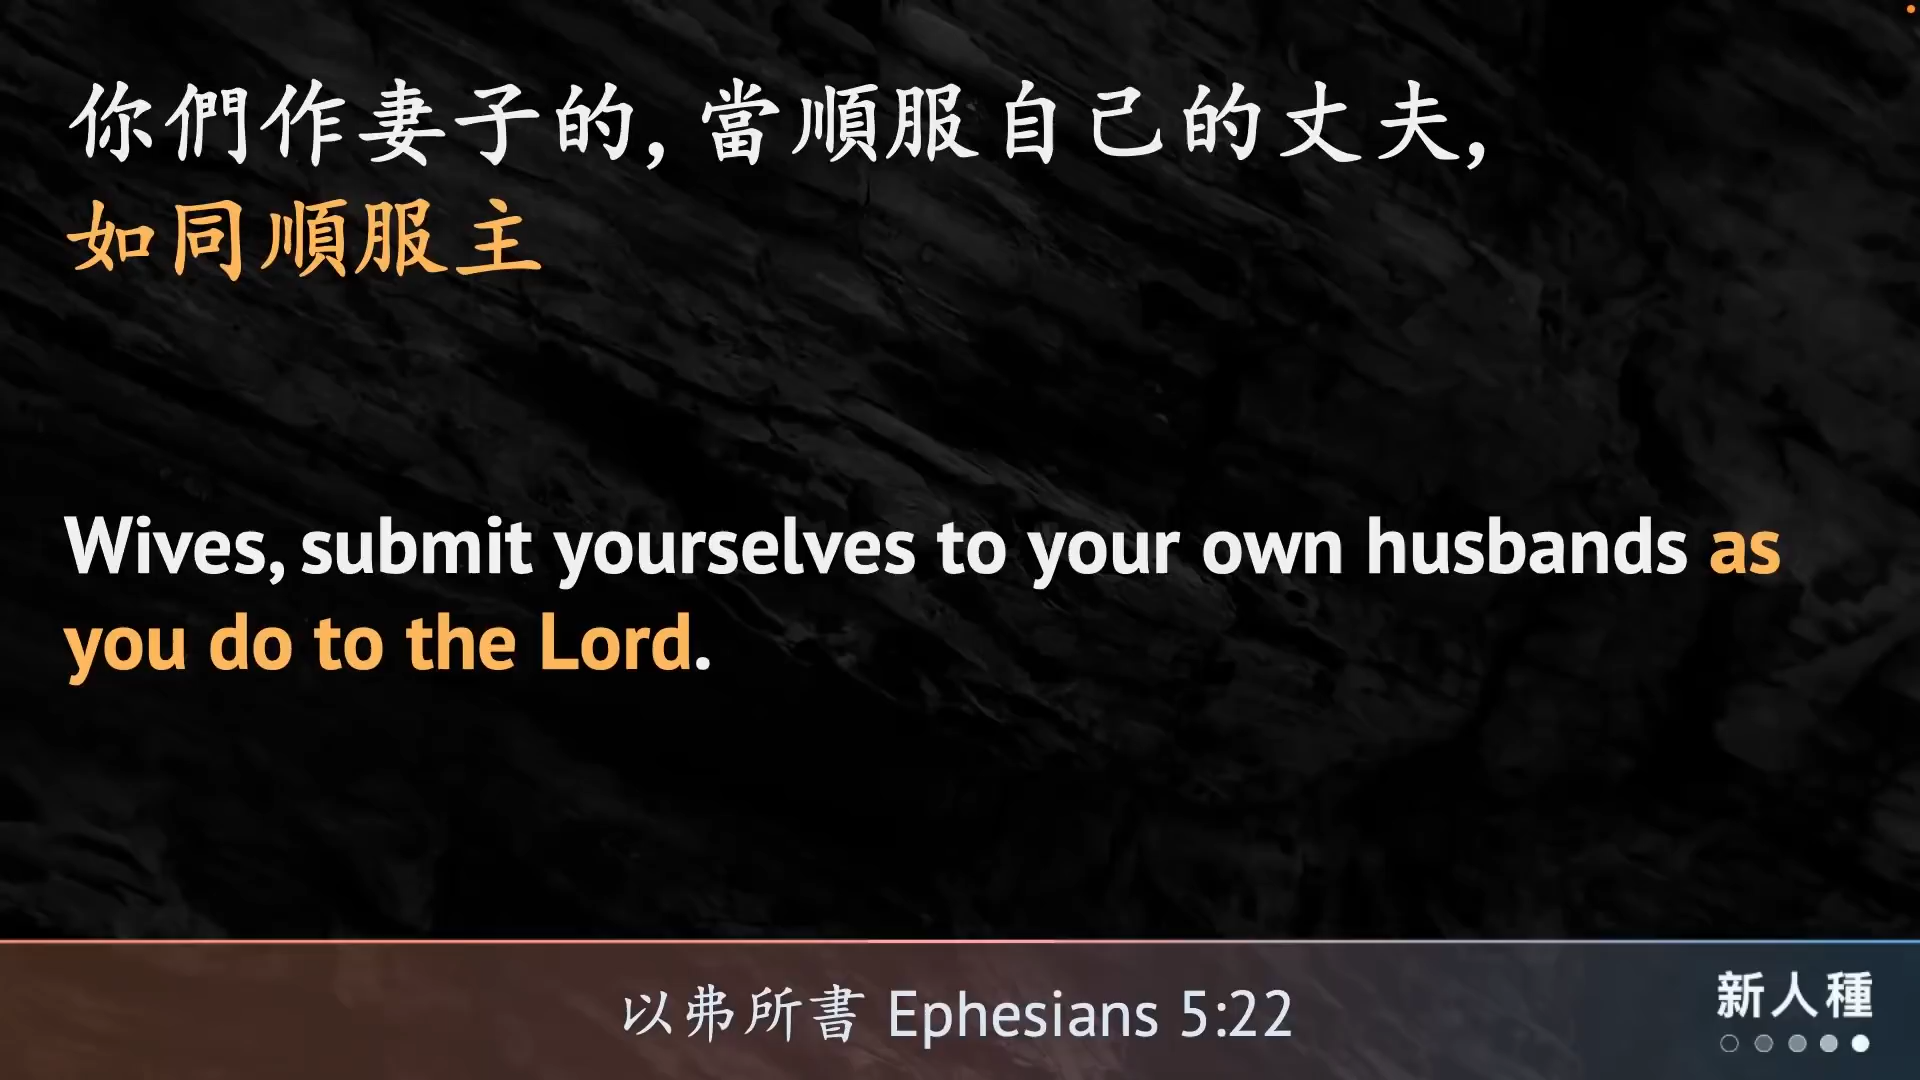 你們作妻子的, 當順服自己的丈夫,
如同順服主
Wives, submit yourselves to your own husbands as
you do to the Lord.
以弗所書 Ephesians 5:22
新人種